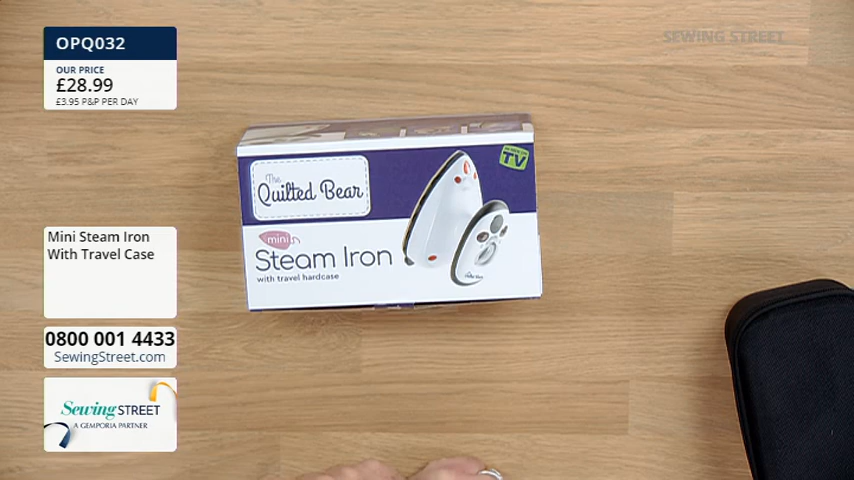 OPQ032
OUR PRICE
£28.99
£3.95 P&P PER DAY
SEWING STREET
The
Quilted Bear
TV
mini
Steam Iron
with travel hardcase
Mini Steam Iron
With Travel Case
0800 001 4433
SewingStreet.com
Sewing STREET
A GEMPORIA PARTNER